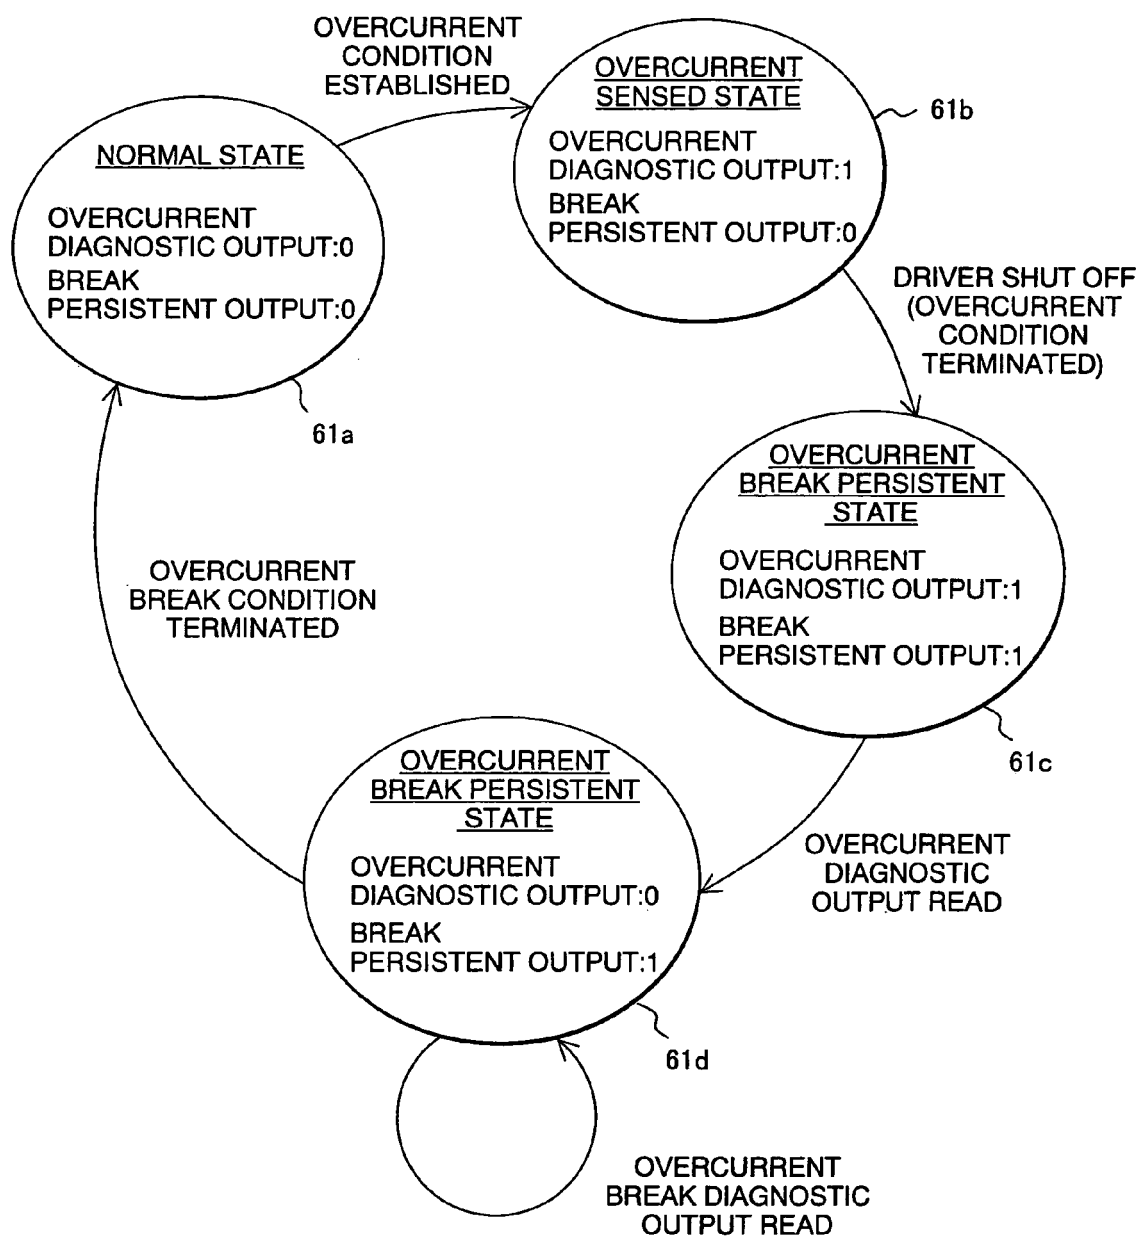 OVERCURRENT
CONDITION
ESTABLISHED
OVERCURRENT
SENSED STATE
OVERCURRENT
DIAGNOSTIC OUTPUT:1
BREAK
PERSISTENT OUTPUT:0
61b
NORMAL STATE
OVERCURRENT
DIAGNOSTIC OUTPUT:0
BREAK
PERSISTENT OUTPUT:0
61a
DRIVER SHUT OFF
(OVERCURRENT
CONDITION
TERMINATED)
OVERCURRENT
BREAK PERSISTENT
STATE
OVERCURRENT
DIAGNOSTIC OUTPUT:1
BREAK
PERSISTENT OUTPUT:1
61c
OVERCURRENT
BREAK CONDITION
TERMINATED
OVERCURRENT
BREAK PERSISTENT
STATE
OVERCURRENT
DIAGNOSTIC OUTPUT:0
BREAK
PERSISTENT OUTPUT:1
61d
OVERCURRENT
DIAGNOSTIC
OUTPUT READ
OVERCURRENT
BREAK DIAGNOSTIC
OUTPUT READ